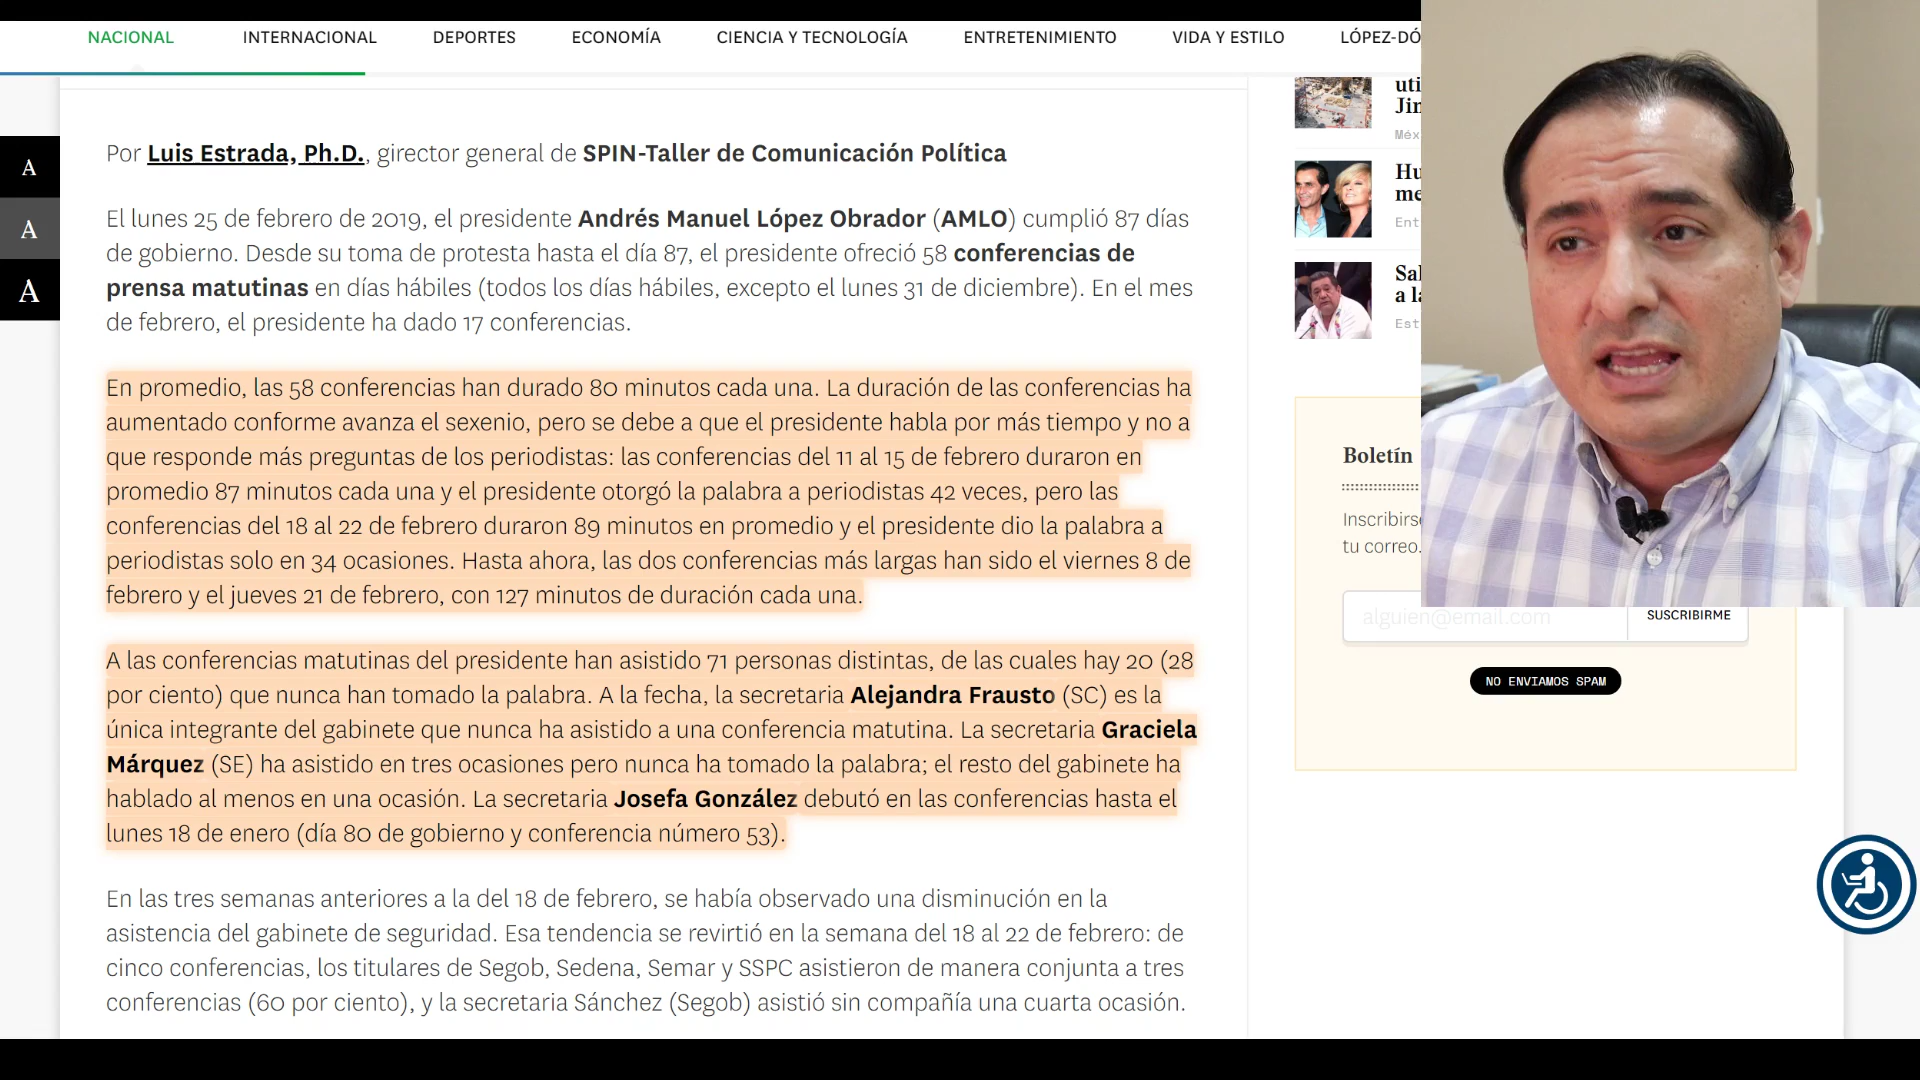 NACIONAL INTERNACIONAL DEPORTES ECONOMÍA CIENCIA Y TECNOLOGÍA ENTRETENIMIENTO VIDA Y ESTILO LÓPEZ-DÓ
A
A
A
Por Luis Estrada, Ph.D., girector general de SPIN-Taller de Comunicación Política
El lunes 25 de febrero de 2019, el presidente Andrés Manuel López Obrador (AMLO) cumplió 87 días
de gobierno. Desde su toma de protesta hasta el día 87, el presidente ofreció 58 conferencias de
prensa matutinas en días hábiles (todos los días hábiles, excepto el lunes 31 de diciembre). En el mes
de febrero, el presidente ha dado 17 conferencias.
En promedio, las 58 conferencias han durado 80 minutos cada una. La duración de las conferencias ha
aumentado conforme avanza el sexenio, pero se debe a que el presidente habla por más tiempo y no a
que responde más preguntas de los periodistas: las conferencias del 11 al 15 de febrero duraron en
promedio 87 minutos cada una y el presidente otorgó la palabra a periodistas 42 veces, pero las
conferencias del 18 al 22 de febrero duraron 89 minutos en promedio y el presidente dio la palabra a
periodistas solo en 34 ocasiones. Hasta ahora, las dos conferencias más largas han sido el viernes 8 de
febrero y el jueves 21 de febrero, con 127 minutos de duración cada una.
A las conferencias matutinas del presidente han asistido 71 personas distintas, de las cuales hay 20 (28
por ciento) que nunca han tomado la palabra. A la fecha, la secretaria Alejandra Frausto (SC) es la
única integrante del gabinete que nunca ha asistido a una conferencia matutina. La secretaria Graciela
Márquez (SE) ha asistido en tres ocasiones pero nunca ha tomado la palabra; el resto del gabinete ha
hablado al menos en una ocasión. La secretaria Josefa González debutó en las conferencias hasta el
lunes 18 de enero (día 80 de gobierno y conferencia número 53).
En las tres semanas anteriores a la del 18 de febrero, se había observado una disminución en la
asistencia del gabinete de seguridad. Esa tendencia se revirtió en la semana del 18 al 22 de febrero: de
cinco conferencias, los titulares de Segob, Sedena, Semar y SSPC asistieron de manera conjunta a tres
conferencias (60 por ciento), y la secretaria Sánchez (Segob) asistió sin compañía una cuarta ocasión.
uti
Jir
Méx
Hu
me
Ent
Sal
a la
Est
Boletín
Inscribirse
tu correo.
alguien@email.com SUSCRIBIRME
NO ENVIAMOS SPAM